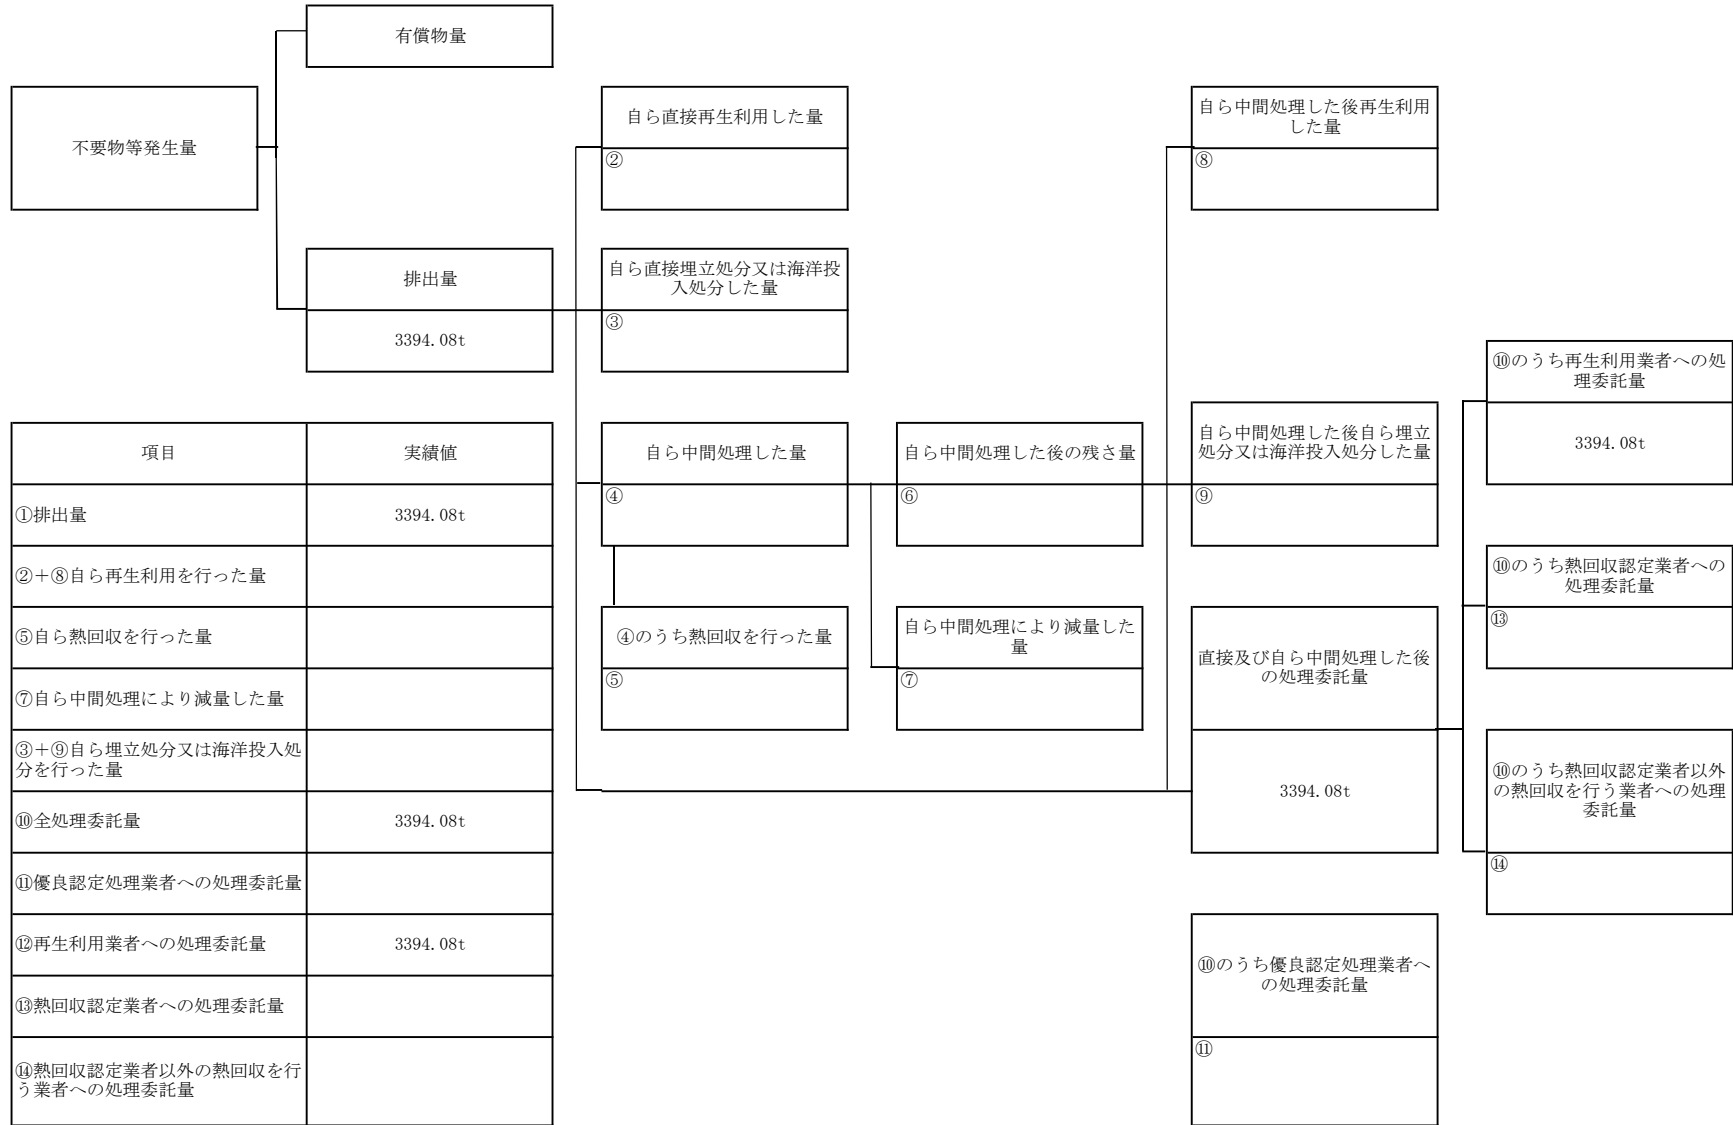 有償物量
不要物等発生量
自ら直接再生利用した量
②
自ら中間処理した後再生利用
した量
⑧
排出量
3394.08t
自ら直接埋立処分又は海洋投
入処分した量
③
⑩のうち再生利用業者への処
理委託量
3394.08t
項目
実績値
①排出量
3394.08t
②＋⑧自ら再生利用を行った量
⑤自ら熱回収を行った量
⑦自ら中間処理により減量した量
③＋⑨自ら埋立処分又は海洋投入処
分を行った量
⑩全処理委託量
3394.08t
⑪優良認定処理業者への処理委託量
⑫再生利用業者への処理委託量
3394.08t
⑬熱回収認定業者への処理委託量
⑭熱回収認定業者以外の熱回収を行
う業者への処理委託量
自ら中間処理した量
④
自ら中間処理した後の残さ量
⑥
自ら中間処理した後自ら埋立
処分又は海洋投入処分した量
⑨
④のうち熱回収を行った量
⑤
自ら中間処理により減量した
量
⑦
直接及び自ら中間処理した後
の処理委託量
3394.08t
⑩のうち熱回収認定業者への
処理委託量
⑬
⑩のうち熱回収認定業者以外
の熱回収を行う業者への処理
委託量
⑭
⑩のうち優良認定処理業者へ
の処理委託量
⑪